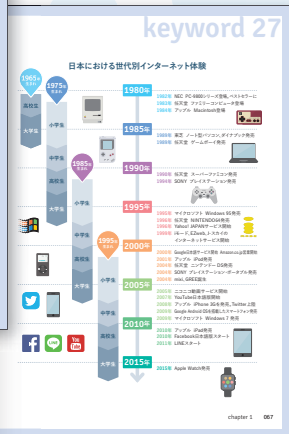 keyword 27
日本における世代別インターネット体験
1965年
生まれ
1975年
生まれ
1985年
生まれ
1995年
生まれ
高校生
大学生
小学生
中学生
高校生
大学生
小学生
中学生
高校生
大学生
小学生
中学生
高校生
大学生
1980年
1982年 NEC PC-9800シリーズ登場、ベストセラーに
1983年 任天堂 ファミリーコンピュータ登場
1984年 アップル Macintosh登場
1985年
1989年 東芝 ノート型パソコン、ダイナブック発売
1989年 任天堂 ゲームボーイ発売
1990年
1990年 任天堂 スーパーファミコン発売
1994年 SONY プレイステーション発売
1995年
1995年 マイクロソフト Windows 95発売
1996年 任天堂 NINTENDO64発売
1996年 Yahoo! JAPANサービス開始
1999年 iモード、EZweb、J-スカイの
インターネットサービス開始
2000年
2000年 Google日本語サービス開始 Amazon.co.jp営業開始
2001年 アップル iPod発売
2004年 任天堂 ニンテンドーDS発売
2004年 SONY プレイステーション・ポータブル発売
2004年 mixi、GREE誕生
2005年
2006年 ニコニコ動画サービス開始
2007年 YouTube日本語版開始
2008年 アップル iPhone 3Gを発売、Twitter上陸
2009年 Google Android OSを搭載したスマートフォン発売
2009年 マイクロソフト Windows 7 発売
2010年
2010年 アップル iPad発売
2010年 Facebook日本語版スタート
2011年 LINEスタート
LINE
You
Tube
2015年
2015年 Apple Watch発売
chapter 1 067